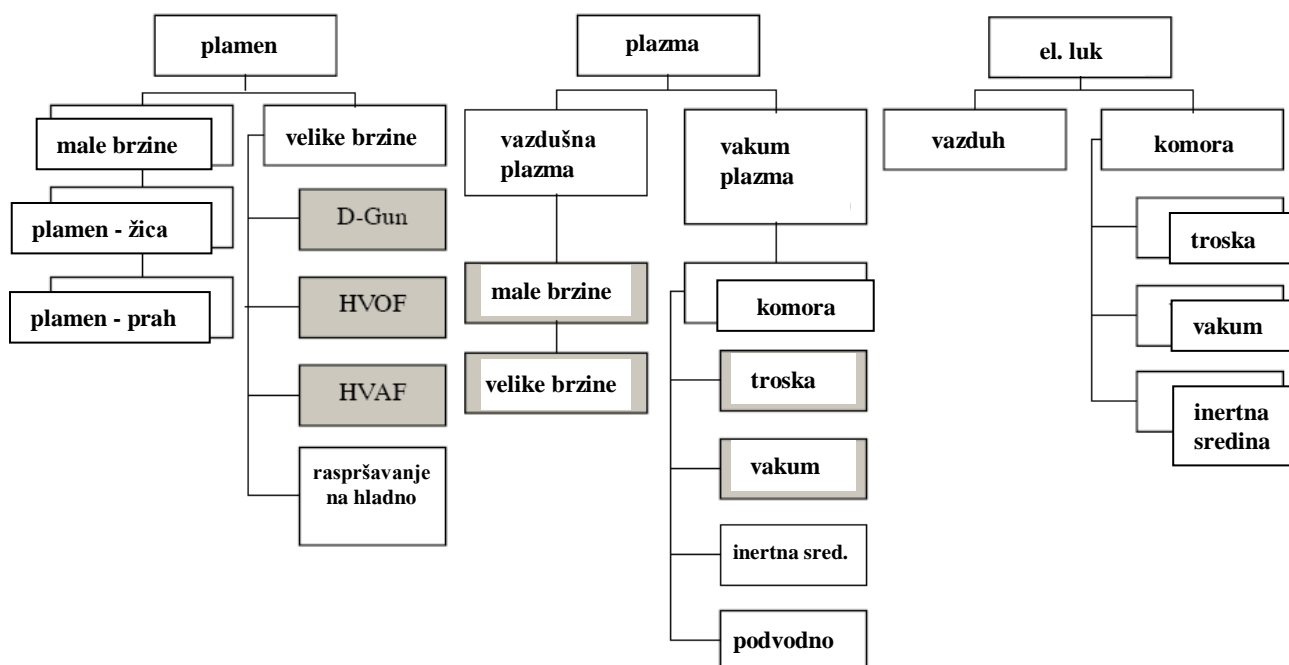 plamen
male brzine
plamen - žica
plamen - prah
velike brzine
D-Gun
HVOF
HVAF
raspršavanje
na hladno
plazma
vazdušna
plazma
male brzine
velike brzine
vakum
plazma
komora
troska
vakum
inertna sred.
podvodno
el. luk
vazduh
komora
troska
vakum
inertna
sredina